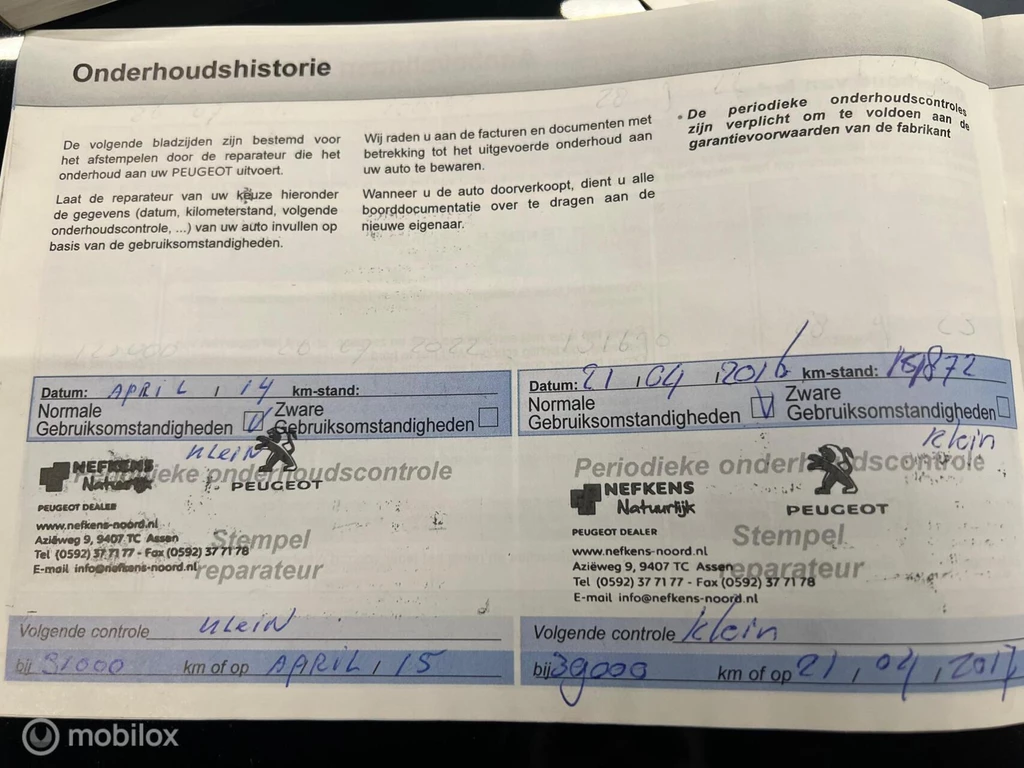 Onderhoudshistorie
De volgende bladzijden zijn bestemd voor
het afstempelen door de reparateur die het
onderhoud aan uw PEUGEOT uitvoert.
Laat de reparateur van uw keuze hieronder
de gegevens (datum, kilometerstand, volgende
onderhoudscontrole, ...) van uw auto invullen op
basis van de gebruiksomstandigheden.
Wij raden u aan de facturen en documenten met
betrekking tot het uitgevoerde onderhoud aan
uw auto te bewaren.
Wanneer u de auto doorverkoopt, dient u alle
boorddocumentatie over te dragen aan de
nieuwe eigenaar.
De periodieke onderhoudscontroles
zijn verplicht om te voldoen aan de
garantievoorwaarden van de fabrikant
Datum: APRIL, 14 km-stand:
Normale
Gebruiksomstandigheden
Zware
Gebruiksomstandigheden
KLEIN
Periodieke onderhoudscontrole
NEFKENS
Natuurlijk
PEUGEOT
PEUGEOT DEALER
www.nefkens-noord.nl
Aziëweg 9, 9407 TC Assen
Tel (0592) 37 71 77 - Fax (0592) 37 71 78
E-mail info@nefkens-noord.nl
Stempel
reparateur
Volgende controle KLEIN
bij 31000 km of op APRIL, 15
Datum: 21, 04, 2016 km-stand:
Normale
Gebruiksomstandigheden
Zware
Gebruiksomstandigheden
Klein
Periodieke onderhoudscontrole
NEFKENS
Natuurlijk
PEUGEOT
PEUGEOT DEALER
www.nefkens-noord.nl
Aziëweg 9, 9407 TC Assen
Tel (0592) 37 71 77 - Fax (0592) 37 71 78
E-mail info@nefkens-noord.nl
Stempel
reparateur
Volgende controle Klein
bij 39000 km of op 21, 04, 2017
mobilox